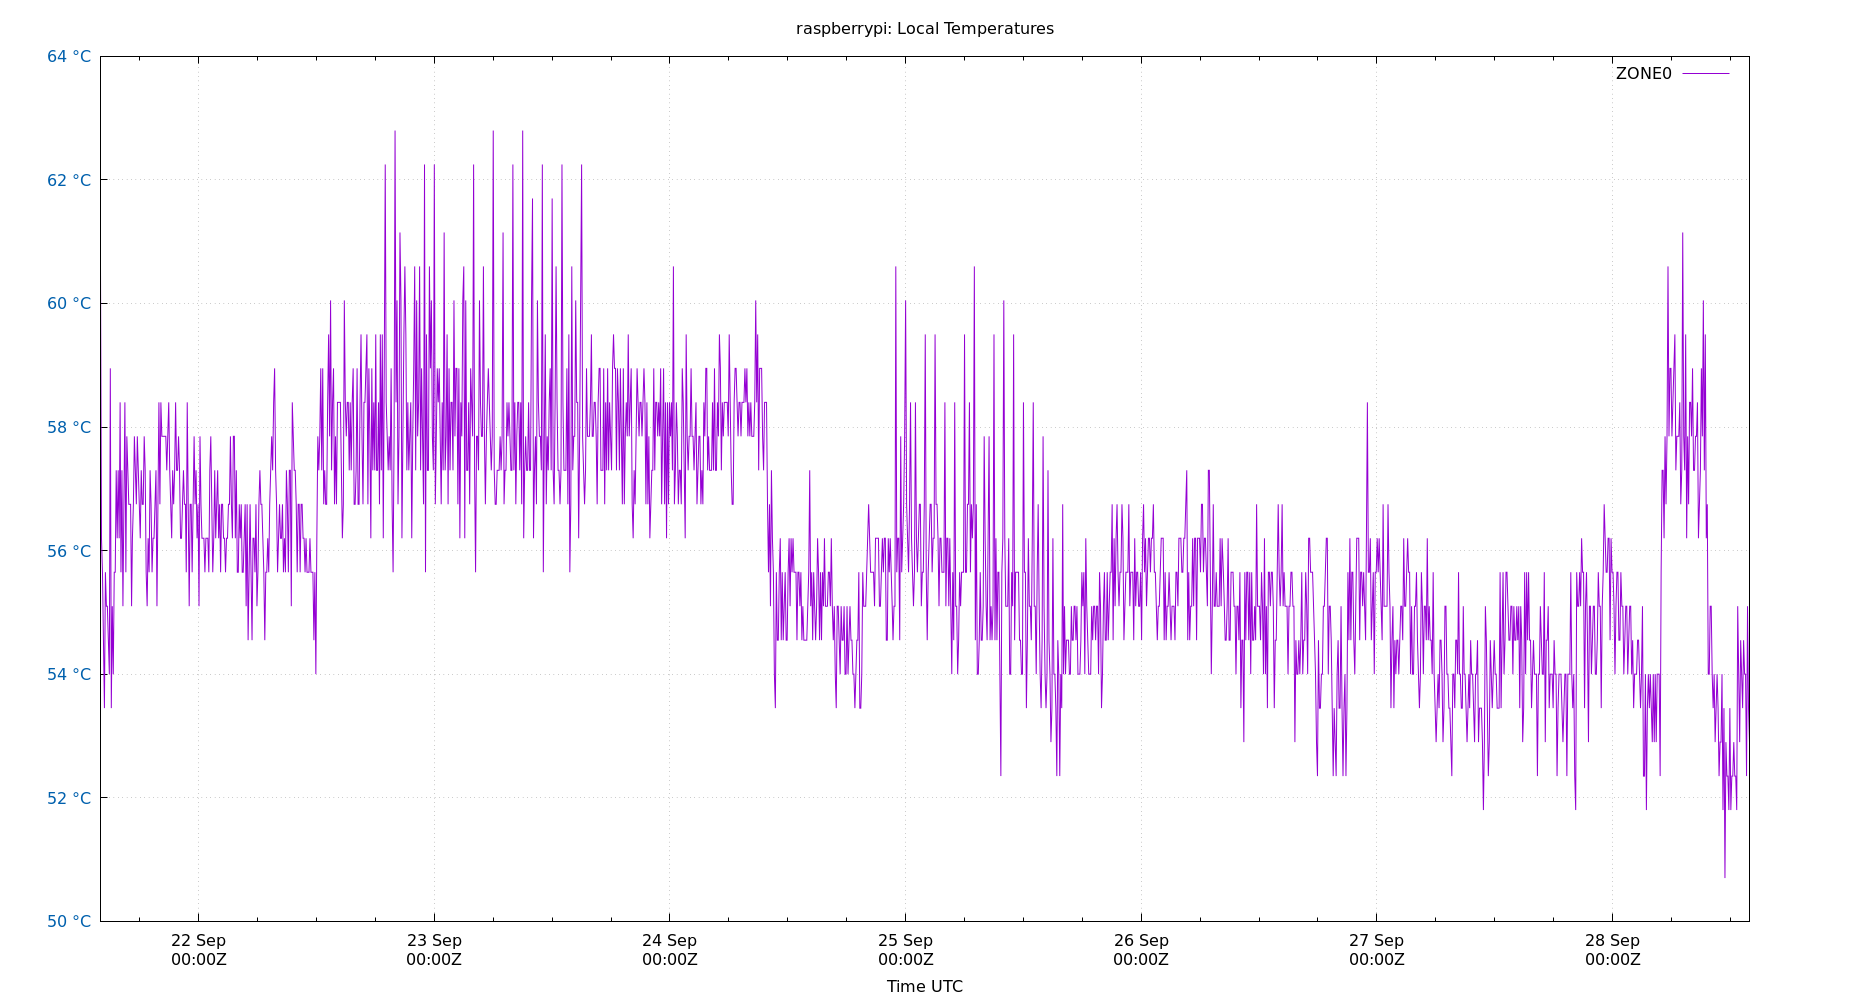 raspberrypi: Local Temperatures
64 °C
ZONE0
62 °C
60 °C
58 °C
56 °C
54 °C
52 °C
50 °C
22 Sep 23 Sep 24 Sep 25 Sep 26 Sep 27 Sep 28 Sep
00:00Z 00:00Z 00:00Z 00:00Z 00:00Z 00:00Z 00:00Z
Time UTC